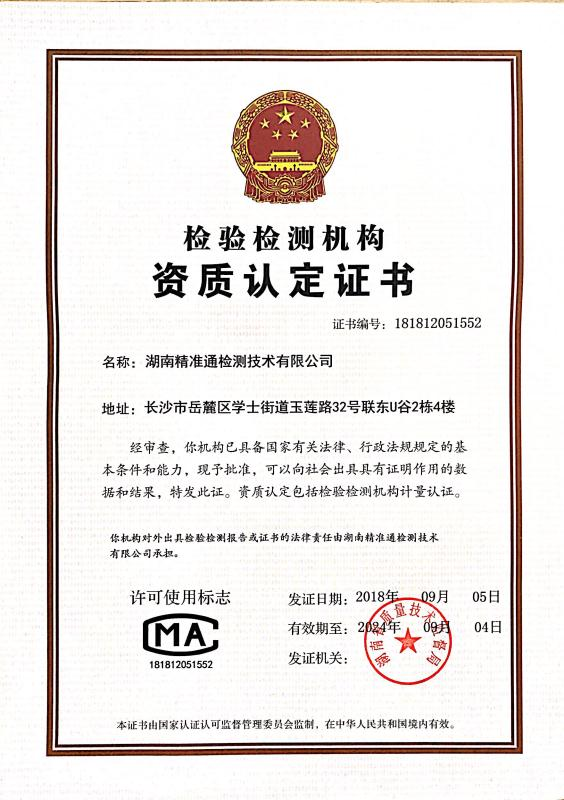 检验检测机构
资质认定证书
证书编号：181812051552
名称：湖南精准通检测技术有限公司
地址：长沙市岳麓区学士街道玉莲路32号联东U谷2栋4楼
经审查，你机构已具备国家有关法律、行政法规规定的基
本条件和能力，现予批准，可以向社会出具具有证明作用的数
据和结果，特发此证。资质认定包括检验检测机构计量认证。
你机构对外出具检验检测报告或证书的法律责任由湖南精准通检测技术
有限公司承担。
许可使用标志
MA
181812051552
发证日期：2018年 09月 05日
有效期至：2024年 09月 04日
发证机关：
湖南省质量技术监督局
本证书由国家认证认可监督管理委员会监制，在中华人民共和国境内有效。